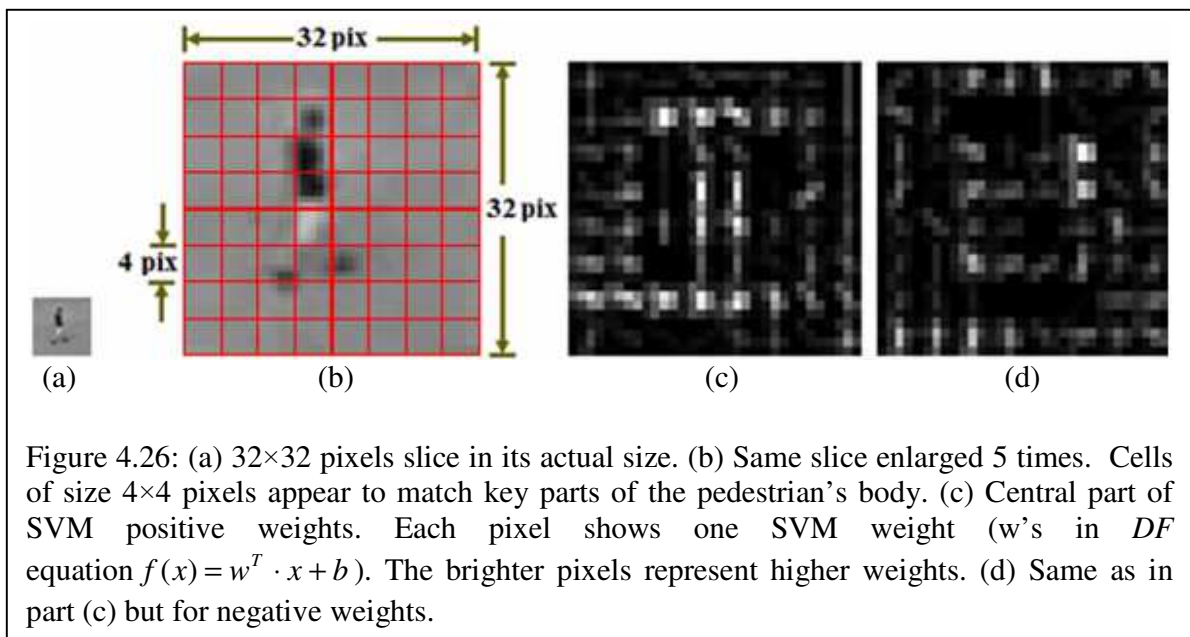 32 pix
32 pix
4 pix
(a) (b) (c) (d)
Figure 4.26: (a) 32×32 pixels slice in its actual size. (b) Same slice enlarged 5 times. Cells
of size 4×4 pixels appear to match key parts of the pedestrian's body. (c) Central part of
SVM positive weights. Each pixel shows one SVM weight (w's in DF
equation f(x) = w^T · x + b). The brighter pixels represent higher weights. (d) Same as in
part (c) but for negative weights.